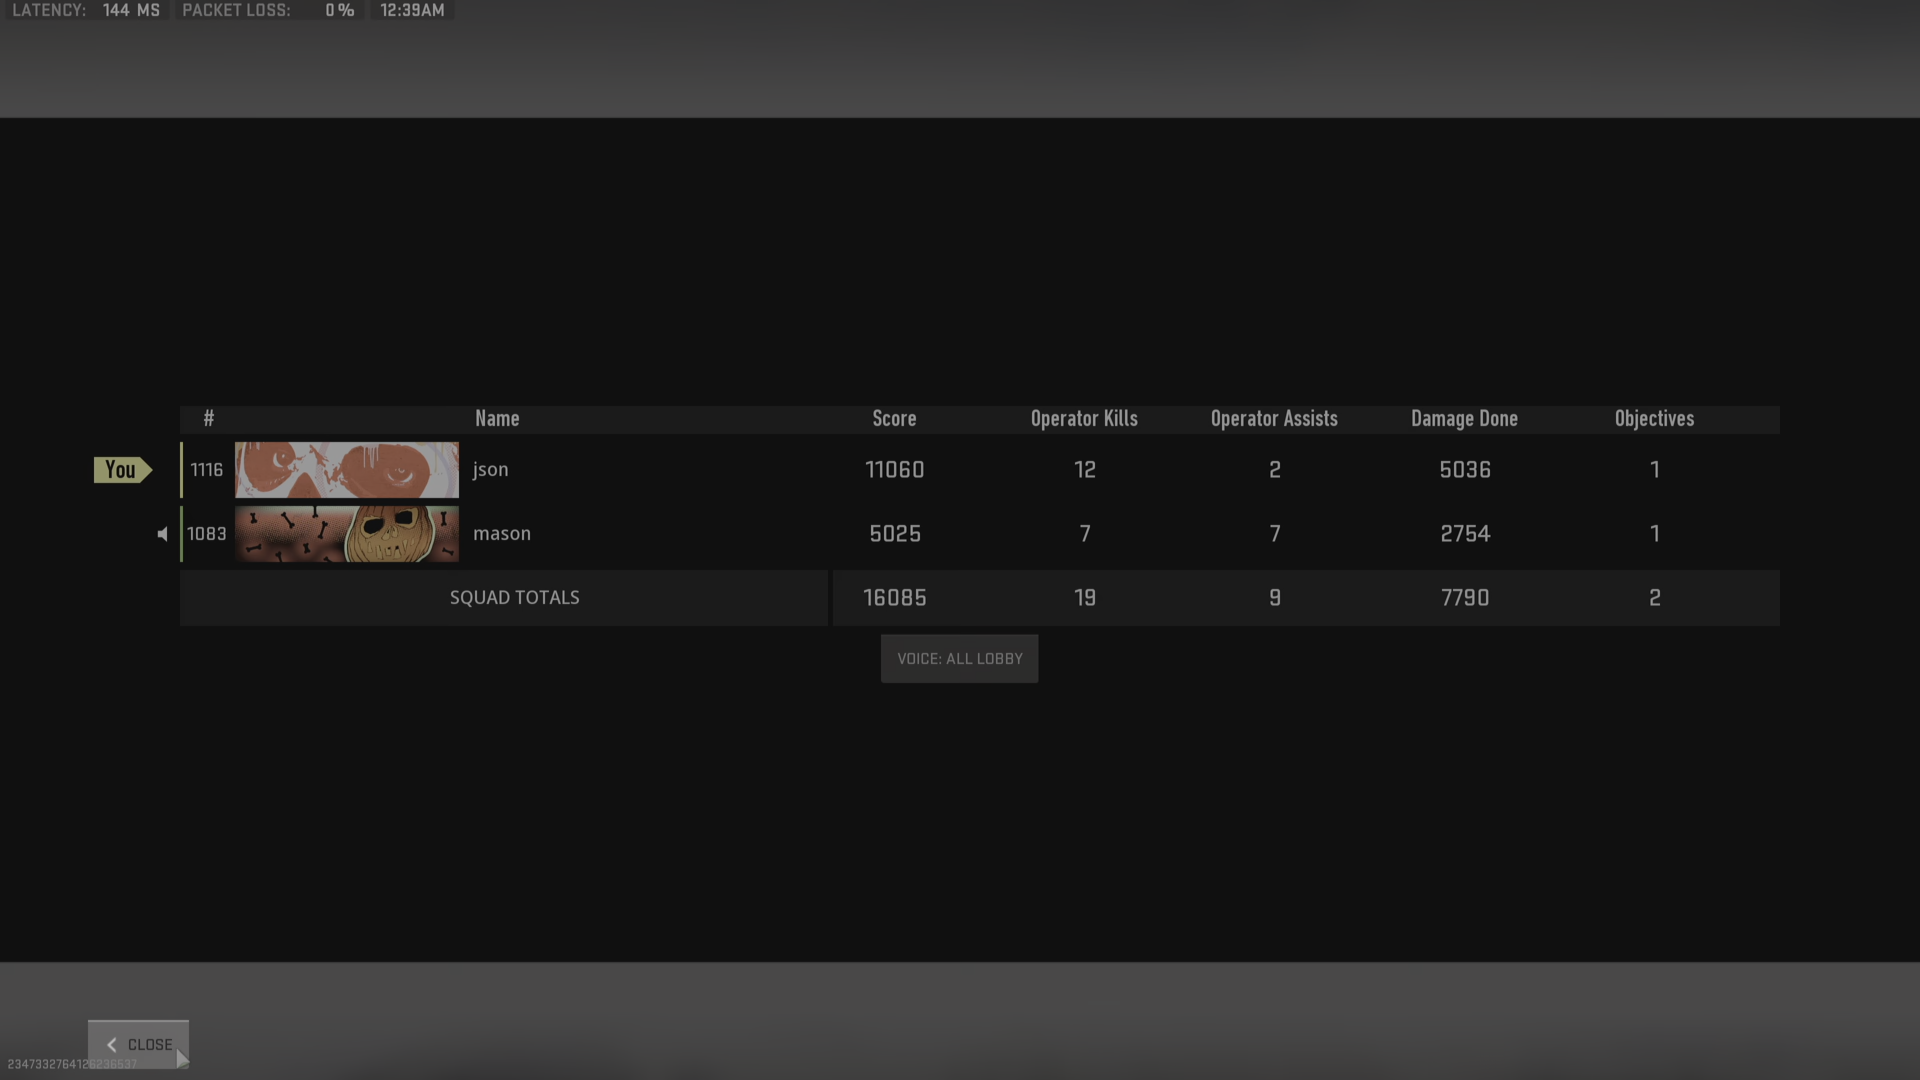 LATENCY: 144 MS PACKET LOSS: 0 % 12:39AM
# Name Score Operator Kills Operator Assists Damage Done Objectives
You 1116 json 11060 12 2 5036 1
1083 mason 5025 7 7 2754 1
SQUAD TOTALS 16085 19 9 7790 2
VOICE: ALL LOBBY
CLOSE